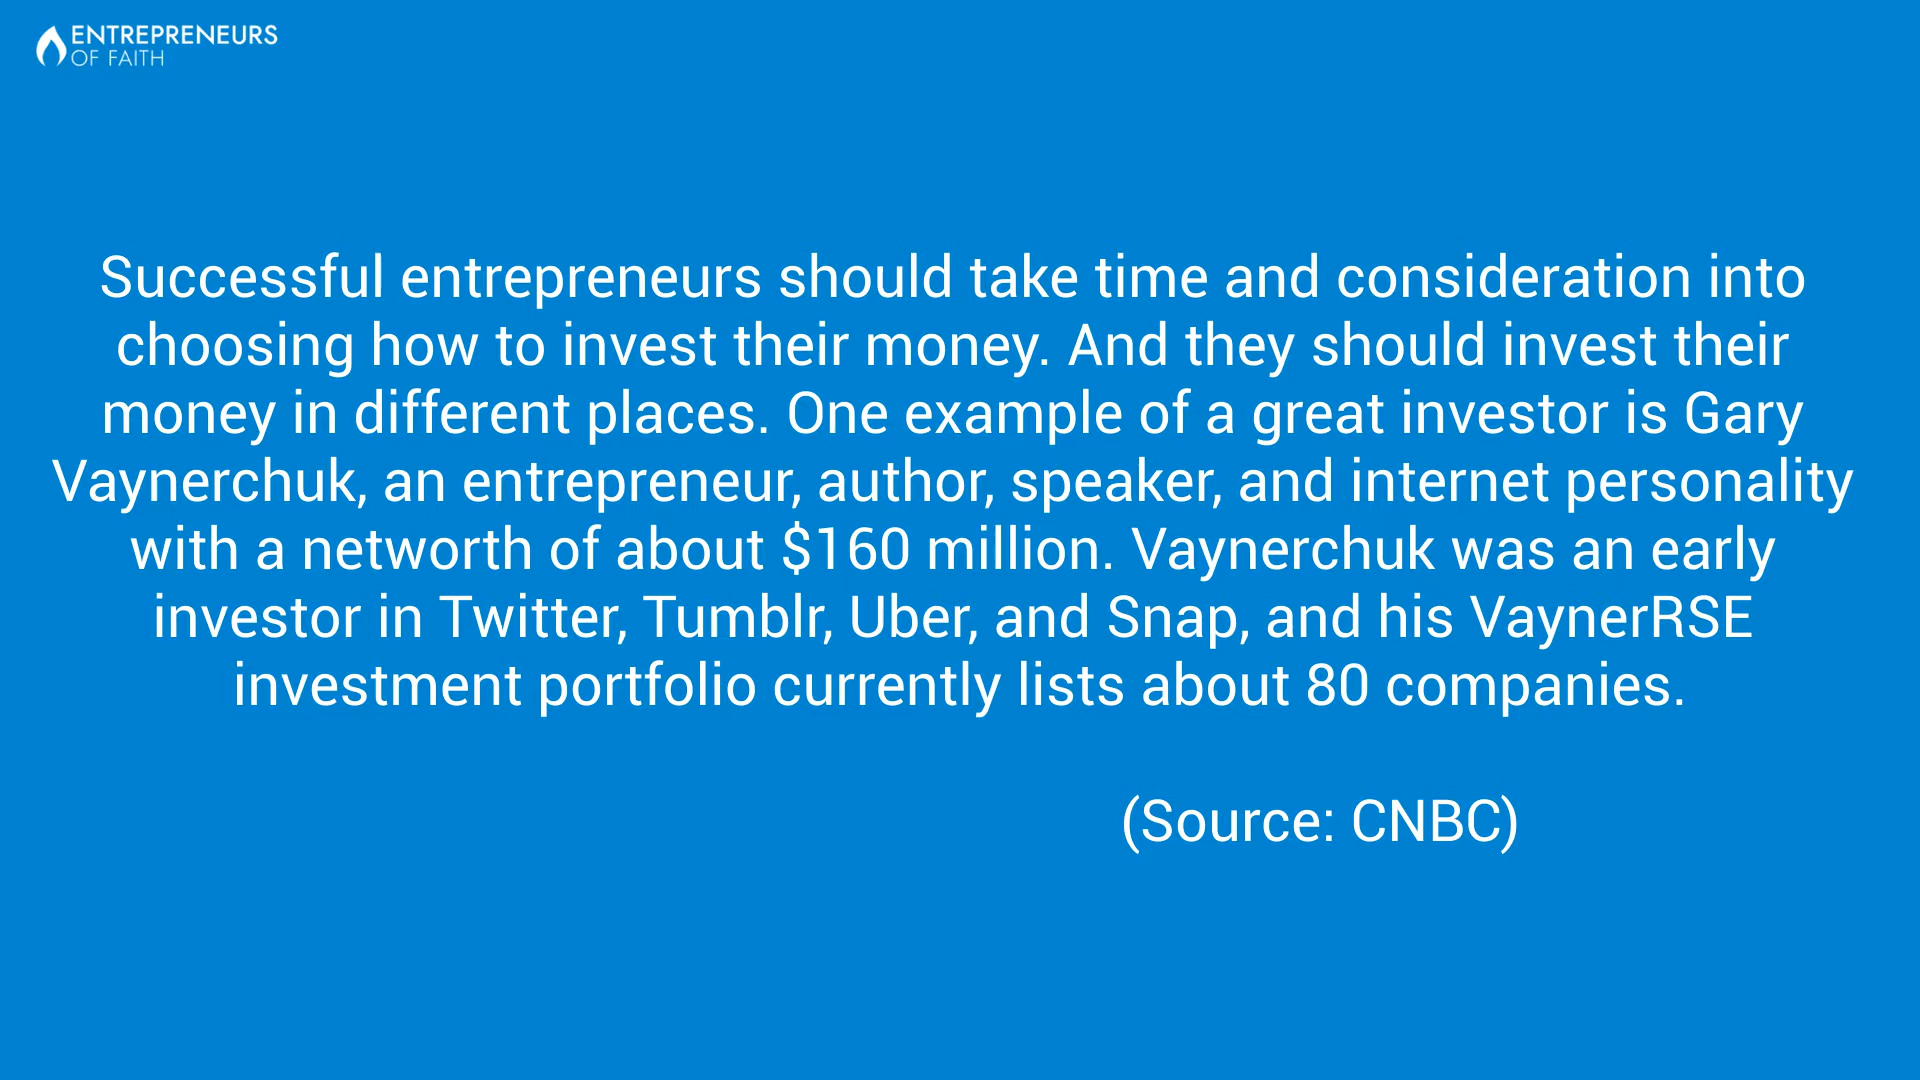 ENTREPRENEURS
OF FAITH
Successful entrepreneurs should take time and consideration into
choosing how to invest their money. And they should invest their
money in different places. One example of a great investor is Gary
Vaynerchuk, an entrepreneur, author, speaker, and internet personality
with a networth of about $160 million. Vaynerchuk was an early
investor in Twitter, Tumblr, Uber, and Snap, and his VaynerRSE
investment portfolio currently lists about 80 companies.
(Source: CNBC)